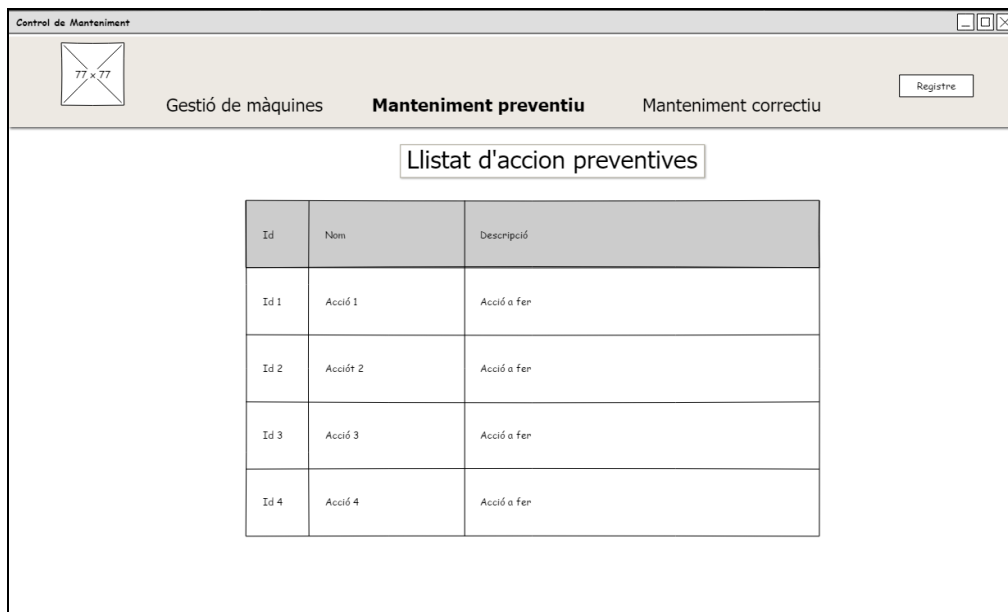 Control de Manteniment
77 x 77
Registre
Gestió de màquines Manteniment preventiu Manteniment correctiu
Llistat d'accion preventives
Id Nom Descripció
Id 1 Acció 1 Acció a fer
Id 2 Acciót 2 Acció a fer
Id 3 Acció 3 Acció a fer
Id 4 Acció 4 Acció a fer